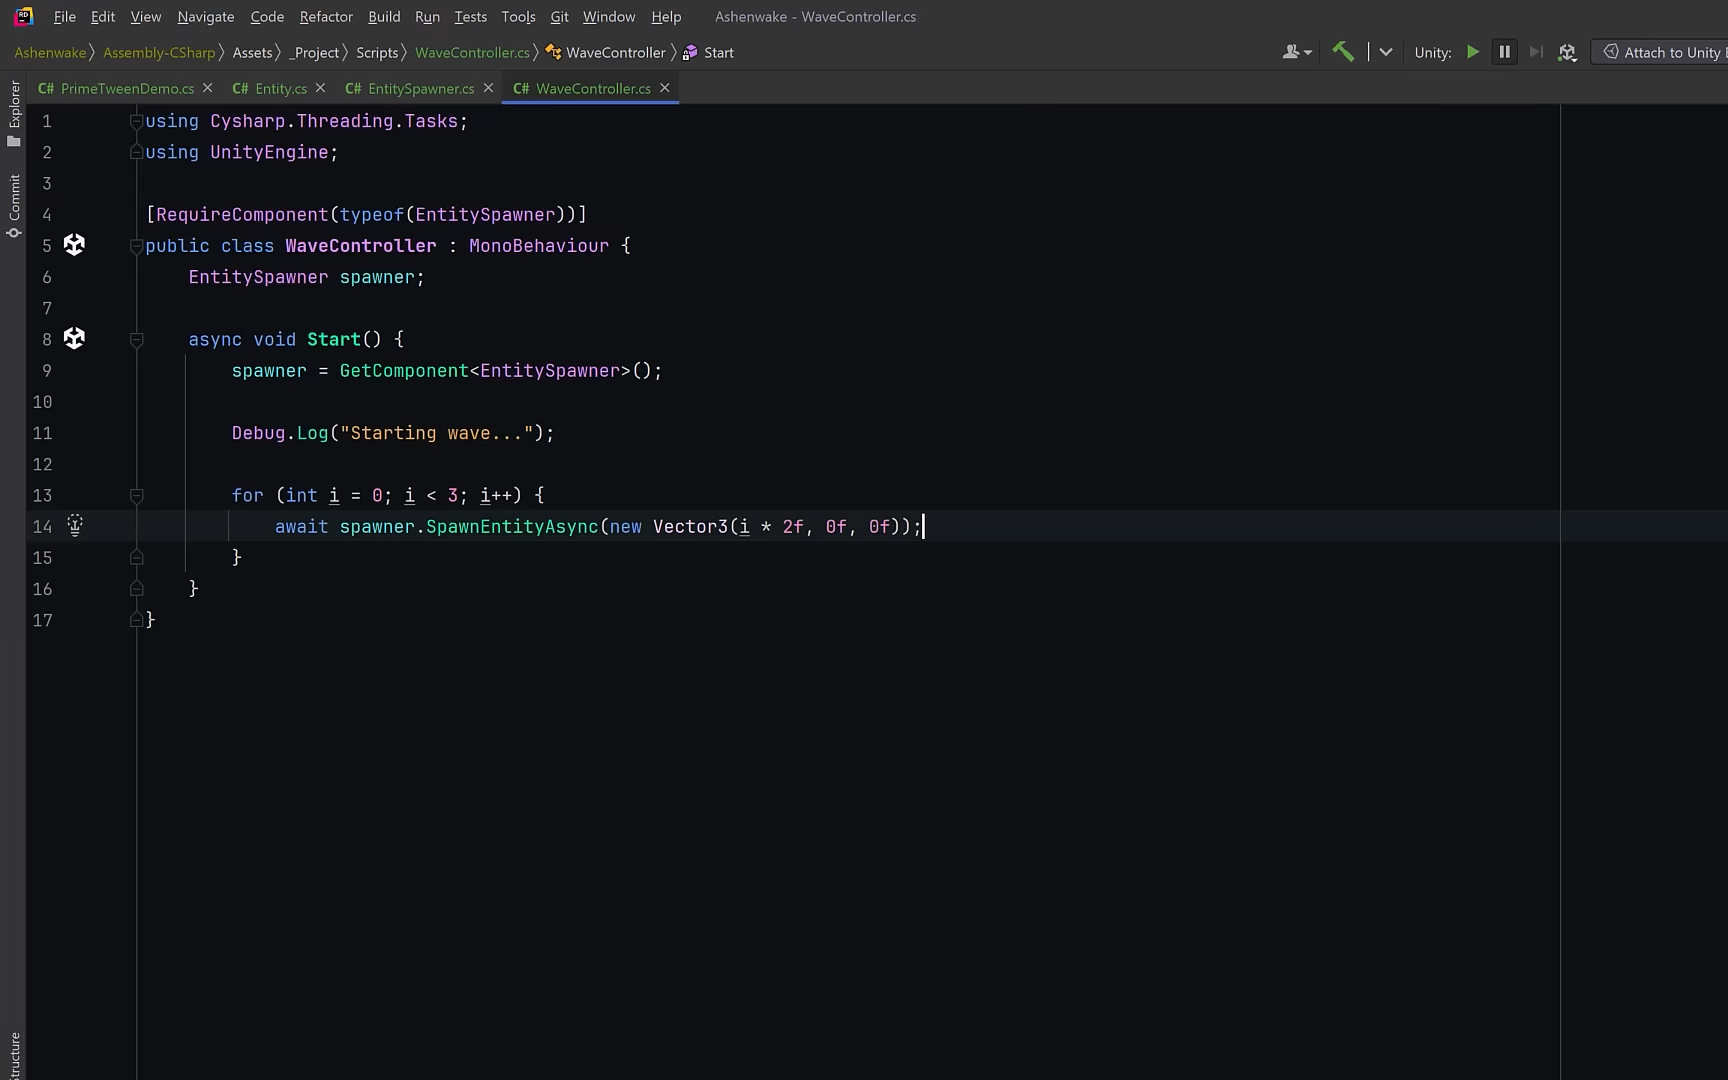 RD File Edit View Navigate Code Refactor Build Run Tests Tools Git Window Help Ashenwake - WaveController.cs
Ashenwake Assembly-CSharp Assets _Project Scripts WaveController.cs WaveController Start Unity: Attach to Unity
C# PrimeTweenDemo.cs C# Entity.cs C# EntitySpawner.cs C# WaveController.cs
Explorer
Commit
Structure
1 using Cysharp.Threading.Tasks;
2 using UnityEngine;
3
4 [RequireComponent(typeof(EntitySpawner))]
5 public class WaveController : MonoBehaviour {
6 EntitySpawner spawner;
7
8 async void Start() {
9 spawner = GetComponent<EntitySpawner>();
10
11 Debug.Log("Starting wave...");
12
13 for (int i = 0; i < 3; i++) {
14 await spawner.SpawnEntityAsync(new Vector3(i * 2f, 0f, 0f));
15 }
16 }
17 }